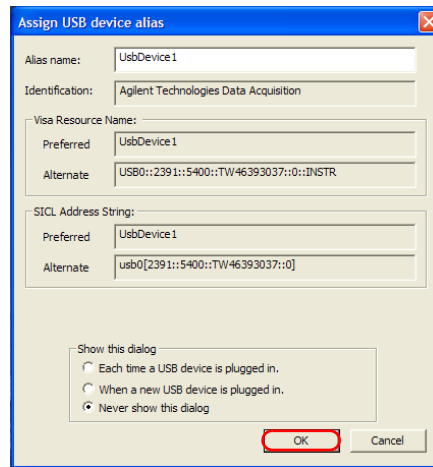 Assign USB device alias
Alias name: UsbDevice1
Identification: Agilent Technologies Data Acquisition
Visa Resource Name:
Preferred UsbDevice1
Alternate USB0::2391::5400::TW46393037::0::INSTR
SICL Address String:
Preferred UsbDevice1
Alternate usb0[2391::5400::TW46393037::0]
Show this dialog
Each time a USB device is plugged in.
When a new USB device is plugged in.
Never show this dialog
OK Cancel